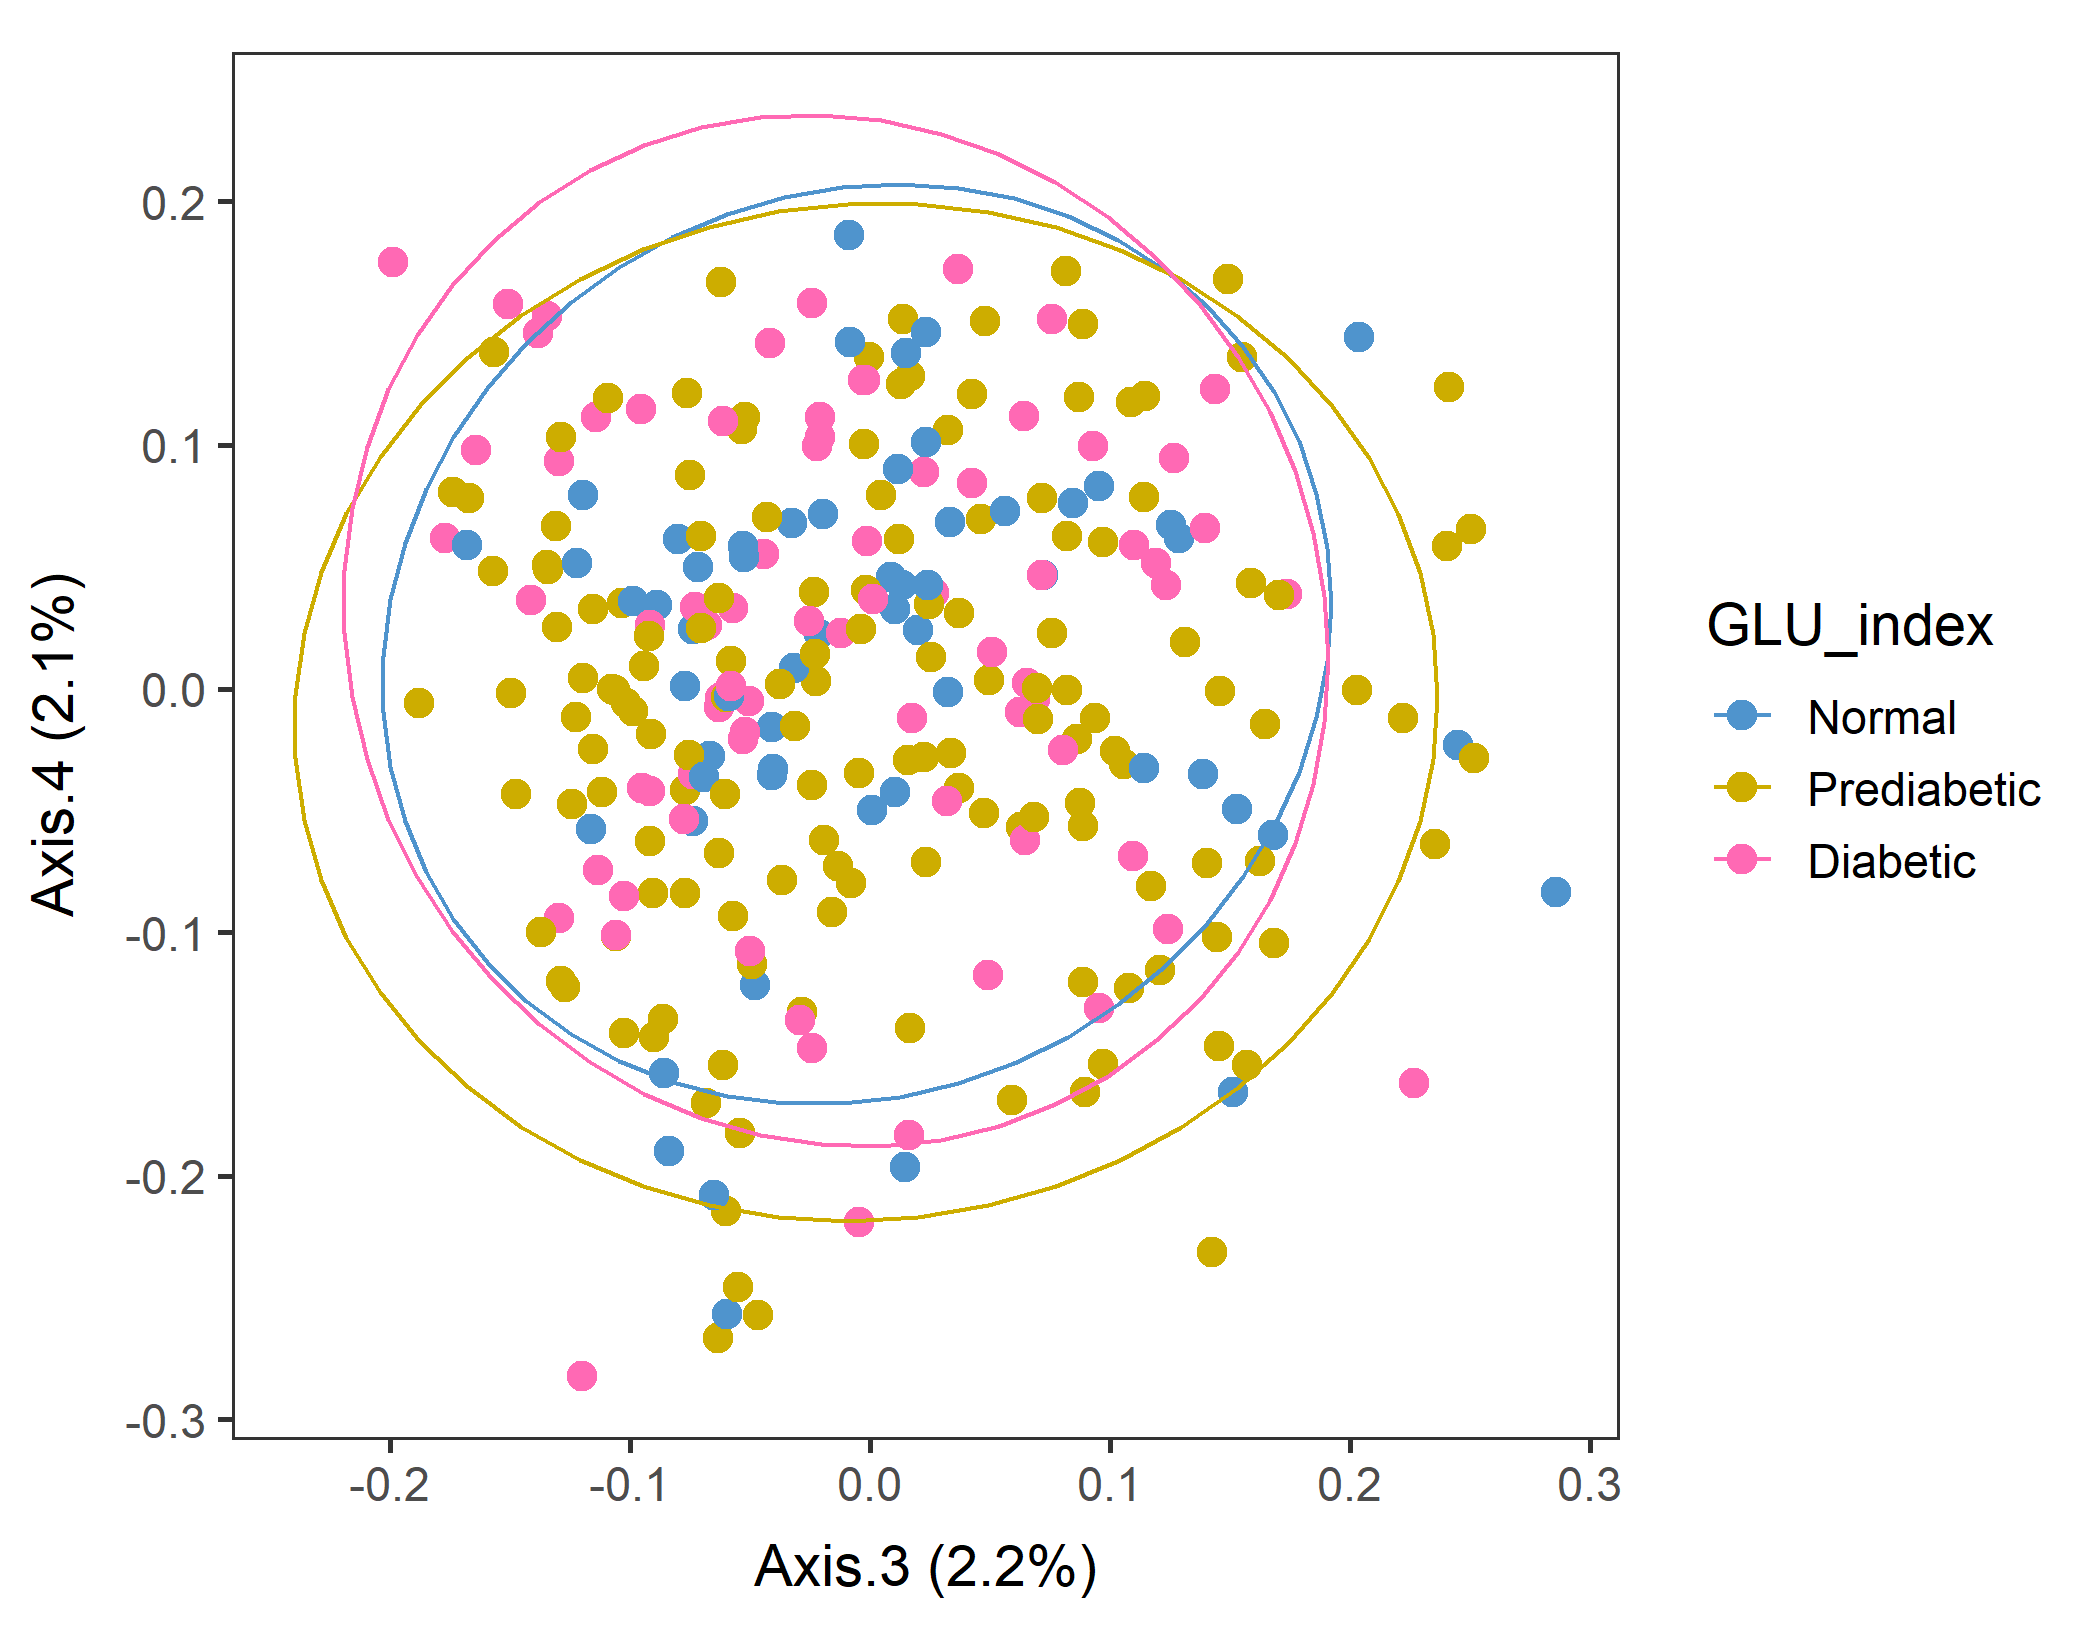 Axis.4 (2.1%)
0.2
0.1
0.0
-0.1
-0.2
-0.3
-0.2 -0.1 0.0 0.1 0.2 0.3
Axis.3 (2.2%)
GLU_index
Normal
Prediabetic
Diabetic